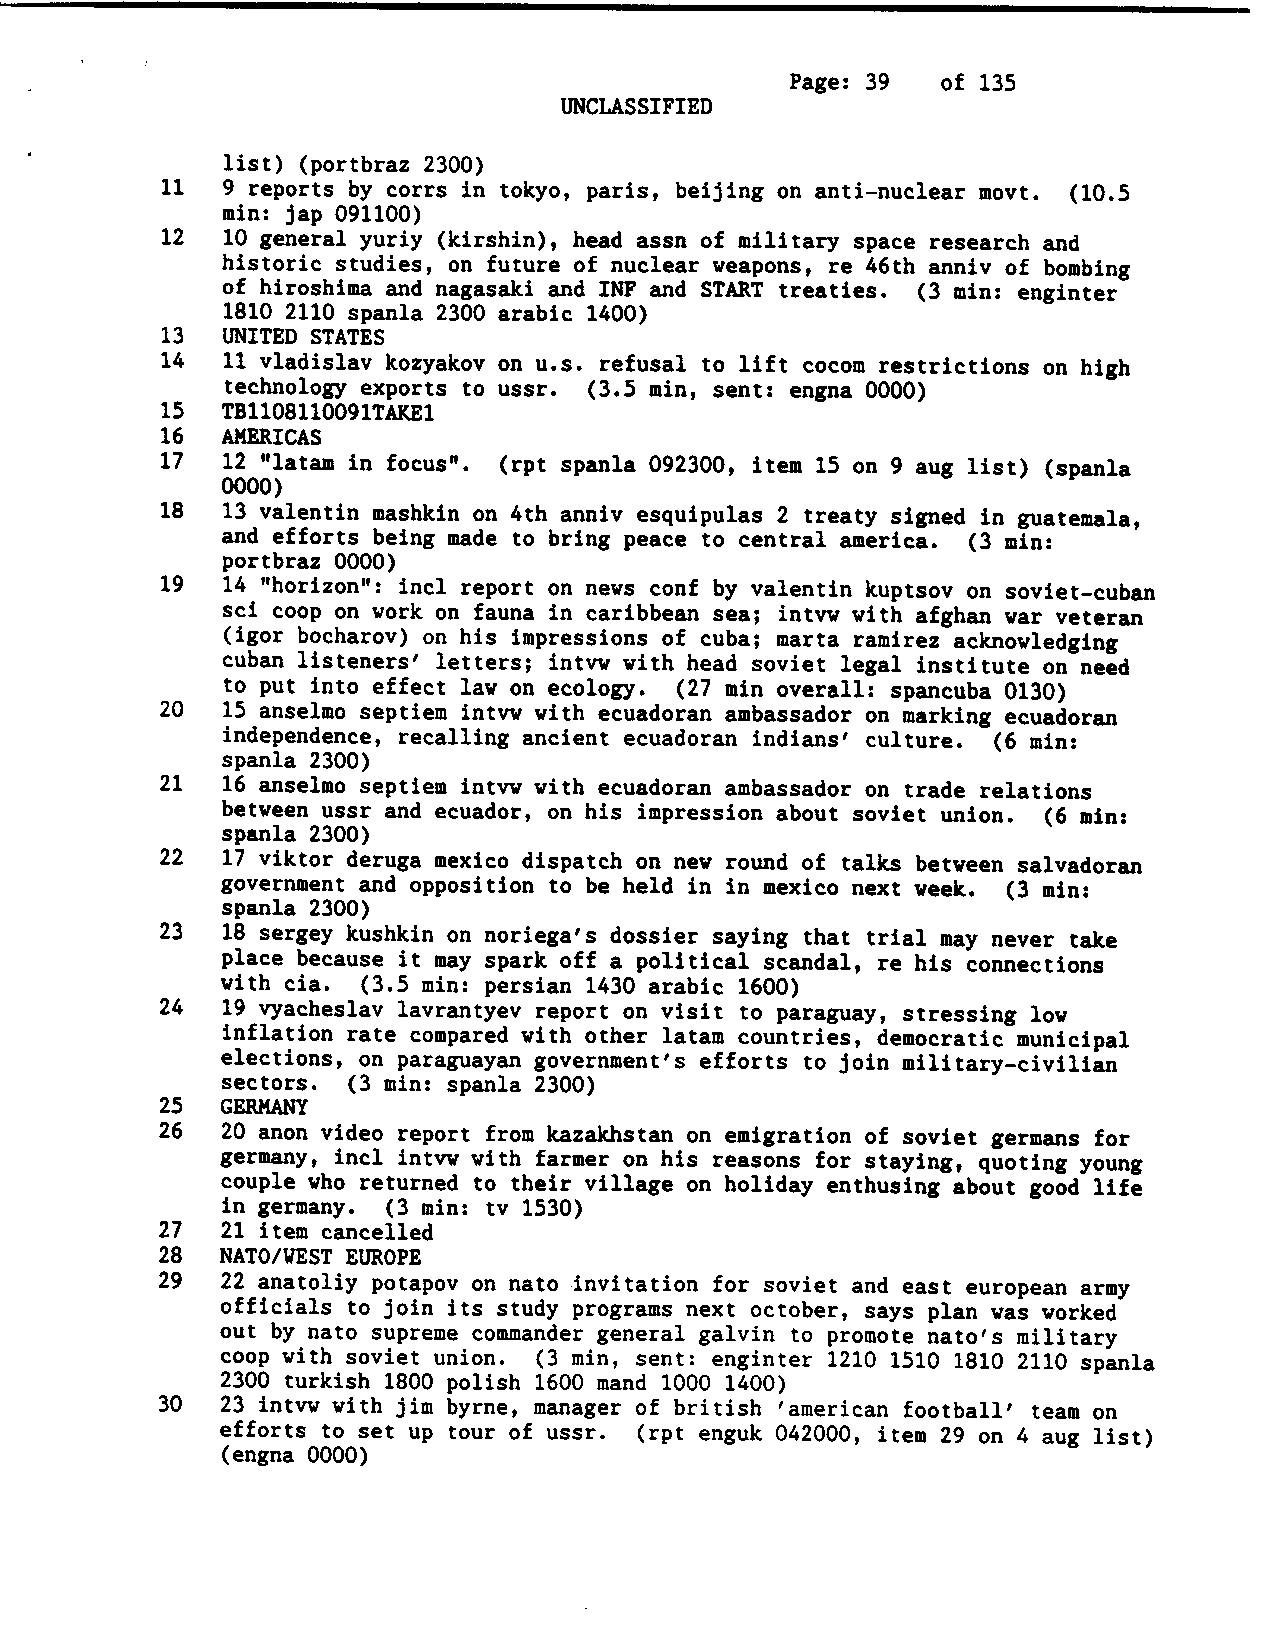 Page: 39 of 135
UNCLASSIFIED
list) (portbraz 2300)
11 9 reports by corrs in tokyo, paris, beijing on anti-nuclear movt. (10.5
min: jap 091100)
12 10 general yuriy (kirshin), head assn of military space research and
historic studies, on future of nuclear weapons, re 46th anniv of bombing
of hiroshima and nagasaki and INF and START treaties. (3 min: enginter
1810 2110 spanla 2300 arabic 1400)
13 UNITED STATES
14 11 vladislav kozyakov on u.s. refusal to lift cocom restrictions on high
technology exports to ussr. (3.5 min, sent: engna 0000)
15 TB1108110091TAKE1
16 AMERICAS
17 12 "latam in focus". (rpt spanla 092300, item 15 on 9 aug list) (spanla
0000)
18 13 valentin mashkin on 4th anniv esquipulas 2 treaty signed in guatemala,
and efforts being made to bring peace to central america. (3 min:
portbraz 0000)
19 14 "horizon": incl report on news conf by valentin kuptsov on soviet-cuban
sci coop on work on fauna in caribbean sea; intvw with afghan war veteran
(igor bocharov) on his impressions of cuba; marta ramirez acknowledging
cuban listeners' letters; intvw with head soviet legal institute on need
to put into effect law on ecology. (27 min overall: spancuba 0130)
20 15 anselmo septiem intvw with ecuadoran ambassador on marking ecuadoran
independence, recalling ancient ecuadoran indians' culture. (6 min:
spanla 2300)
21 16 anselmo septiem intvw with ecuadoran ambassador on trade relations
between ussr and ecuador, on his impression about soviet union. (6 min:
spanla 2300)
22 17 viktor deruga mexico dispatch on new round of talks between salvadoran
government and opposition to be held in in mexico next week. (3 min:
spanla 2300)
23 18 sergey kushkin on noriega's dossier saying that trial may never take
place because it may spark off a political scandal, re his connections
with cia. (3.5 min: persian 1430 arabic 1600)
24 19 vyacheslav lavrantyev report on visit to paraguay, stressing low
inflation rate compared with other latam countries, democratic municipal
elections, on paraguayan government's efforts to join military-civilian
sectors. (3 min: spanla 2300)
25 GERMANY
26 20 anon video report from kazakhstan on emigration of soviet germans for
germany, incl intvw with farmer on his reasons for staying, quoting young
couple who returned to their village on holiday enthusing about good life
in germany. (3 min: tv 1530)
27 21 item cancelled
28 NATO/WEST EUROPE
29 22 anatoliy potapov on nato invitation for soviet and east european army
officials to join its study programs next october, says plan was worked
out by nato supreme commander general galvin to promote nato's military
coop with soviet union. (3 min, sent: enginter 1210 1510 1810 2110 spanla
2300 turkish 1800 polish 1600 mand 1000 1400)
30 23 intvw with jim byrne, manager of british 'american football' team on
efforts to set up tour of ussr. (rpt enguk 042000, item 29 on 4 aug list)
(engna 0000)